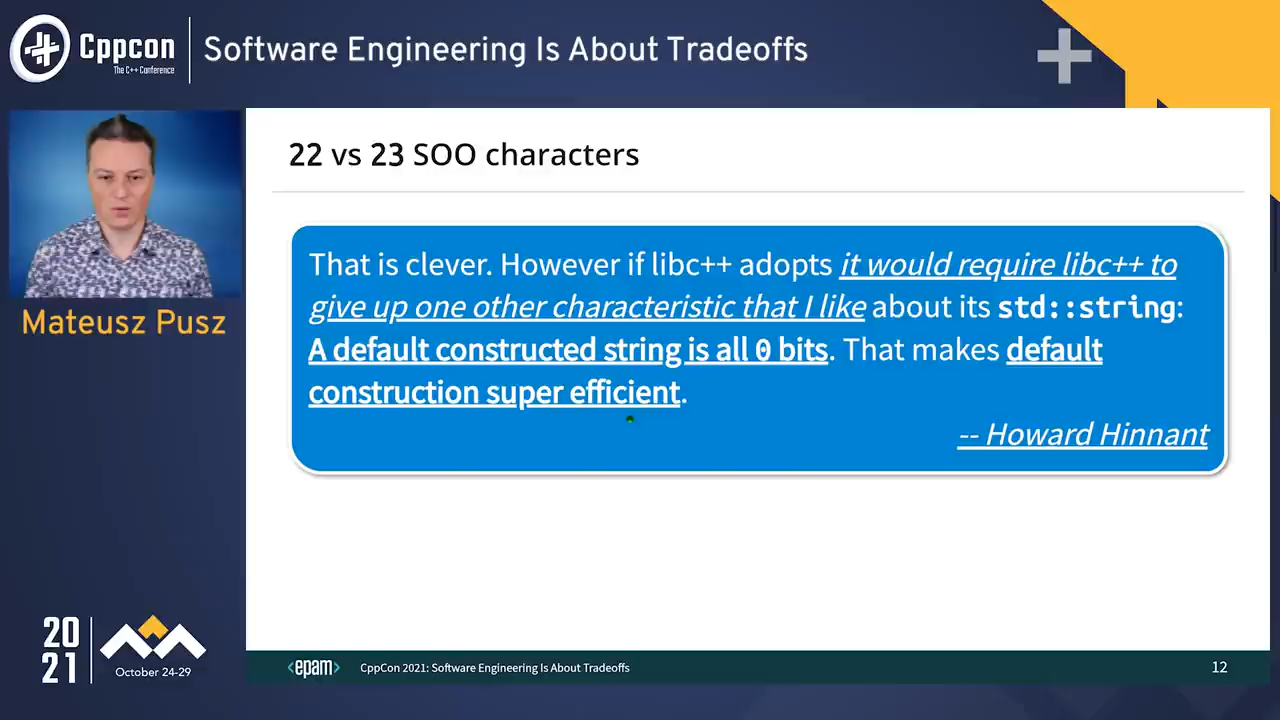 Cppcon
The C++ Conference
Software Engineering Is About Tradeoffs
Mateusz Pusz
22 vs 23 SOO characters
That is clever. However if libc++ adopts it would require libc++ to
give up one other characteristic that I like about its std::string:
A default constructed string is all 0 bits. That makes default
construction super efficient.
-- Howard Hinnant
20
21
October 24-29
<epam>
CppCon 2021: Software Engineering Is About Tradeoffs
12